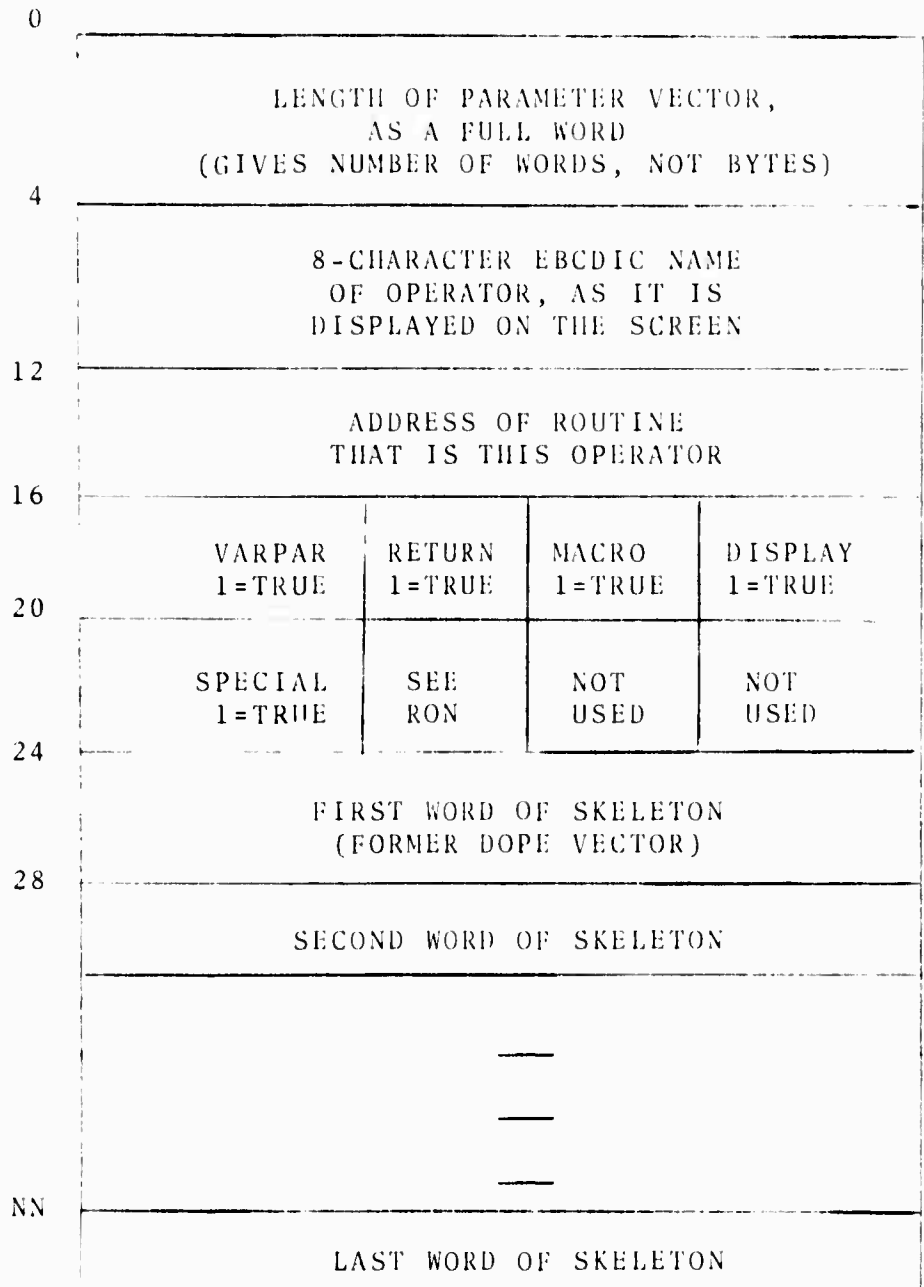 0
LENGTH OF PARAMETER VECTOR,
AS A FULL WORD
(GIVES NUMBER OF WORDS, NOT BYTES)
4
8-CHARACTER EBCDIC NAME
OF OPERATOR, AS IT IS
DISPLAYED ON THE SCREEN
12
ADDRESS OF ROUTINE
THAT IS THIS OPERATOR
16
VARPAR RETURN MACRO DISPLAY
1=TRUE 1=TRUE 1=TRUE 1=TRUE
20
SPECIAL SEE NOT NOT
1=TRUE RON USED USED
24
FIRST WORD OF SKELETON
(FORMER DOPE VECTOR)
28
SECOND WORD OF SKELETON
NN
LAST WORD OF SKELETON